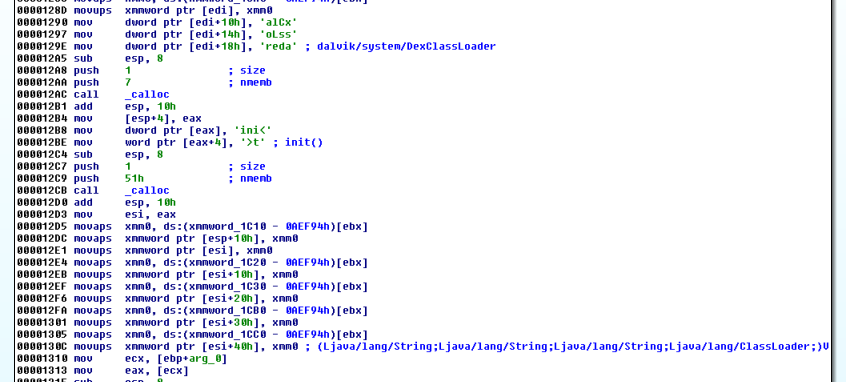 0000128D movups  xmmword ptr [edi], xmm0
00001290 mov     dword ptr [edi+10h], 'alCx'
00001297 mov     dword ptr [edi+14h], 'oLss'
0000129E mov     dword ptr [edi+18h], 'reda' ; dalvik/system/DexClassLoader
000012A5 sub     esp, 8
000012A8 push    1               ; size
000012AA push    7               ; nmemb
000012AC call    _calloc
000012B1 add     esp, 10h
000012B4 mov     [esp+4], eax
000012B8 mov     dword ptr [eax], 'ini<'
000012BE mov     word ptr [eax+4], '>t' ; init()
000012C4 sub     esp, 8
000012C7 push    1               ; size
000012C9 push    51h             ; nmemb
000012CB call    _calloc
000012D0 add     esp, 10h
000012D3 mov     esi, eax
000012D5 movaps  xmm0, ds:(xmmword_1C10 - 0AEF94h)[ebx]
000012DC movaps  xmmword ptr [esp+10h], xmm0
000012E1 movups  xmmword ptr [esi], xmm0
000012E4 movaps  xmm0, ds:(xmmword_1C20 - 0AEF94h)[ebx]
000012EB movups  xmmword ptr [esi+10h], xmm0
000012EF movaps  xmm0, ds:(xmmword_1C30 - 0AEF94h)[ebx]
000012F6 movups  xmmword ptr [esi+20h], xmm0
000012FA movaps  xmm0, ds:(xmmword_1CB0 - 0AEF94h)[ebx]
00001301 movups  xmmword ptr [esi+30h], xmm0
00001305 movaps  xmm0, ds:(xmmword_1CC0 - 0AEF94h)[ebx]
0000130C movups  xmmword ptr [esi+40h], xmm0 ; (Ljava/lang/String;Ljava/lang/String;Ljava/lang/String;Ljava/lang/ClassLoader;)V
00001310 mov     ecx, [ebp+arg_0]
00001313 mov     eax, [ecx]
0000131F sub     esp, 8